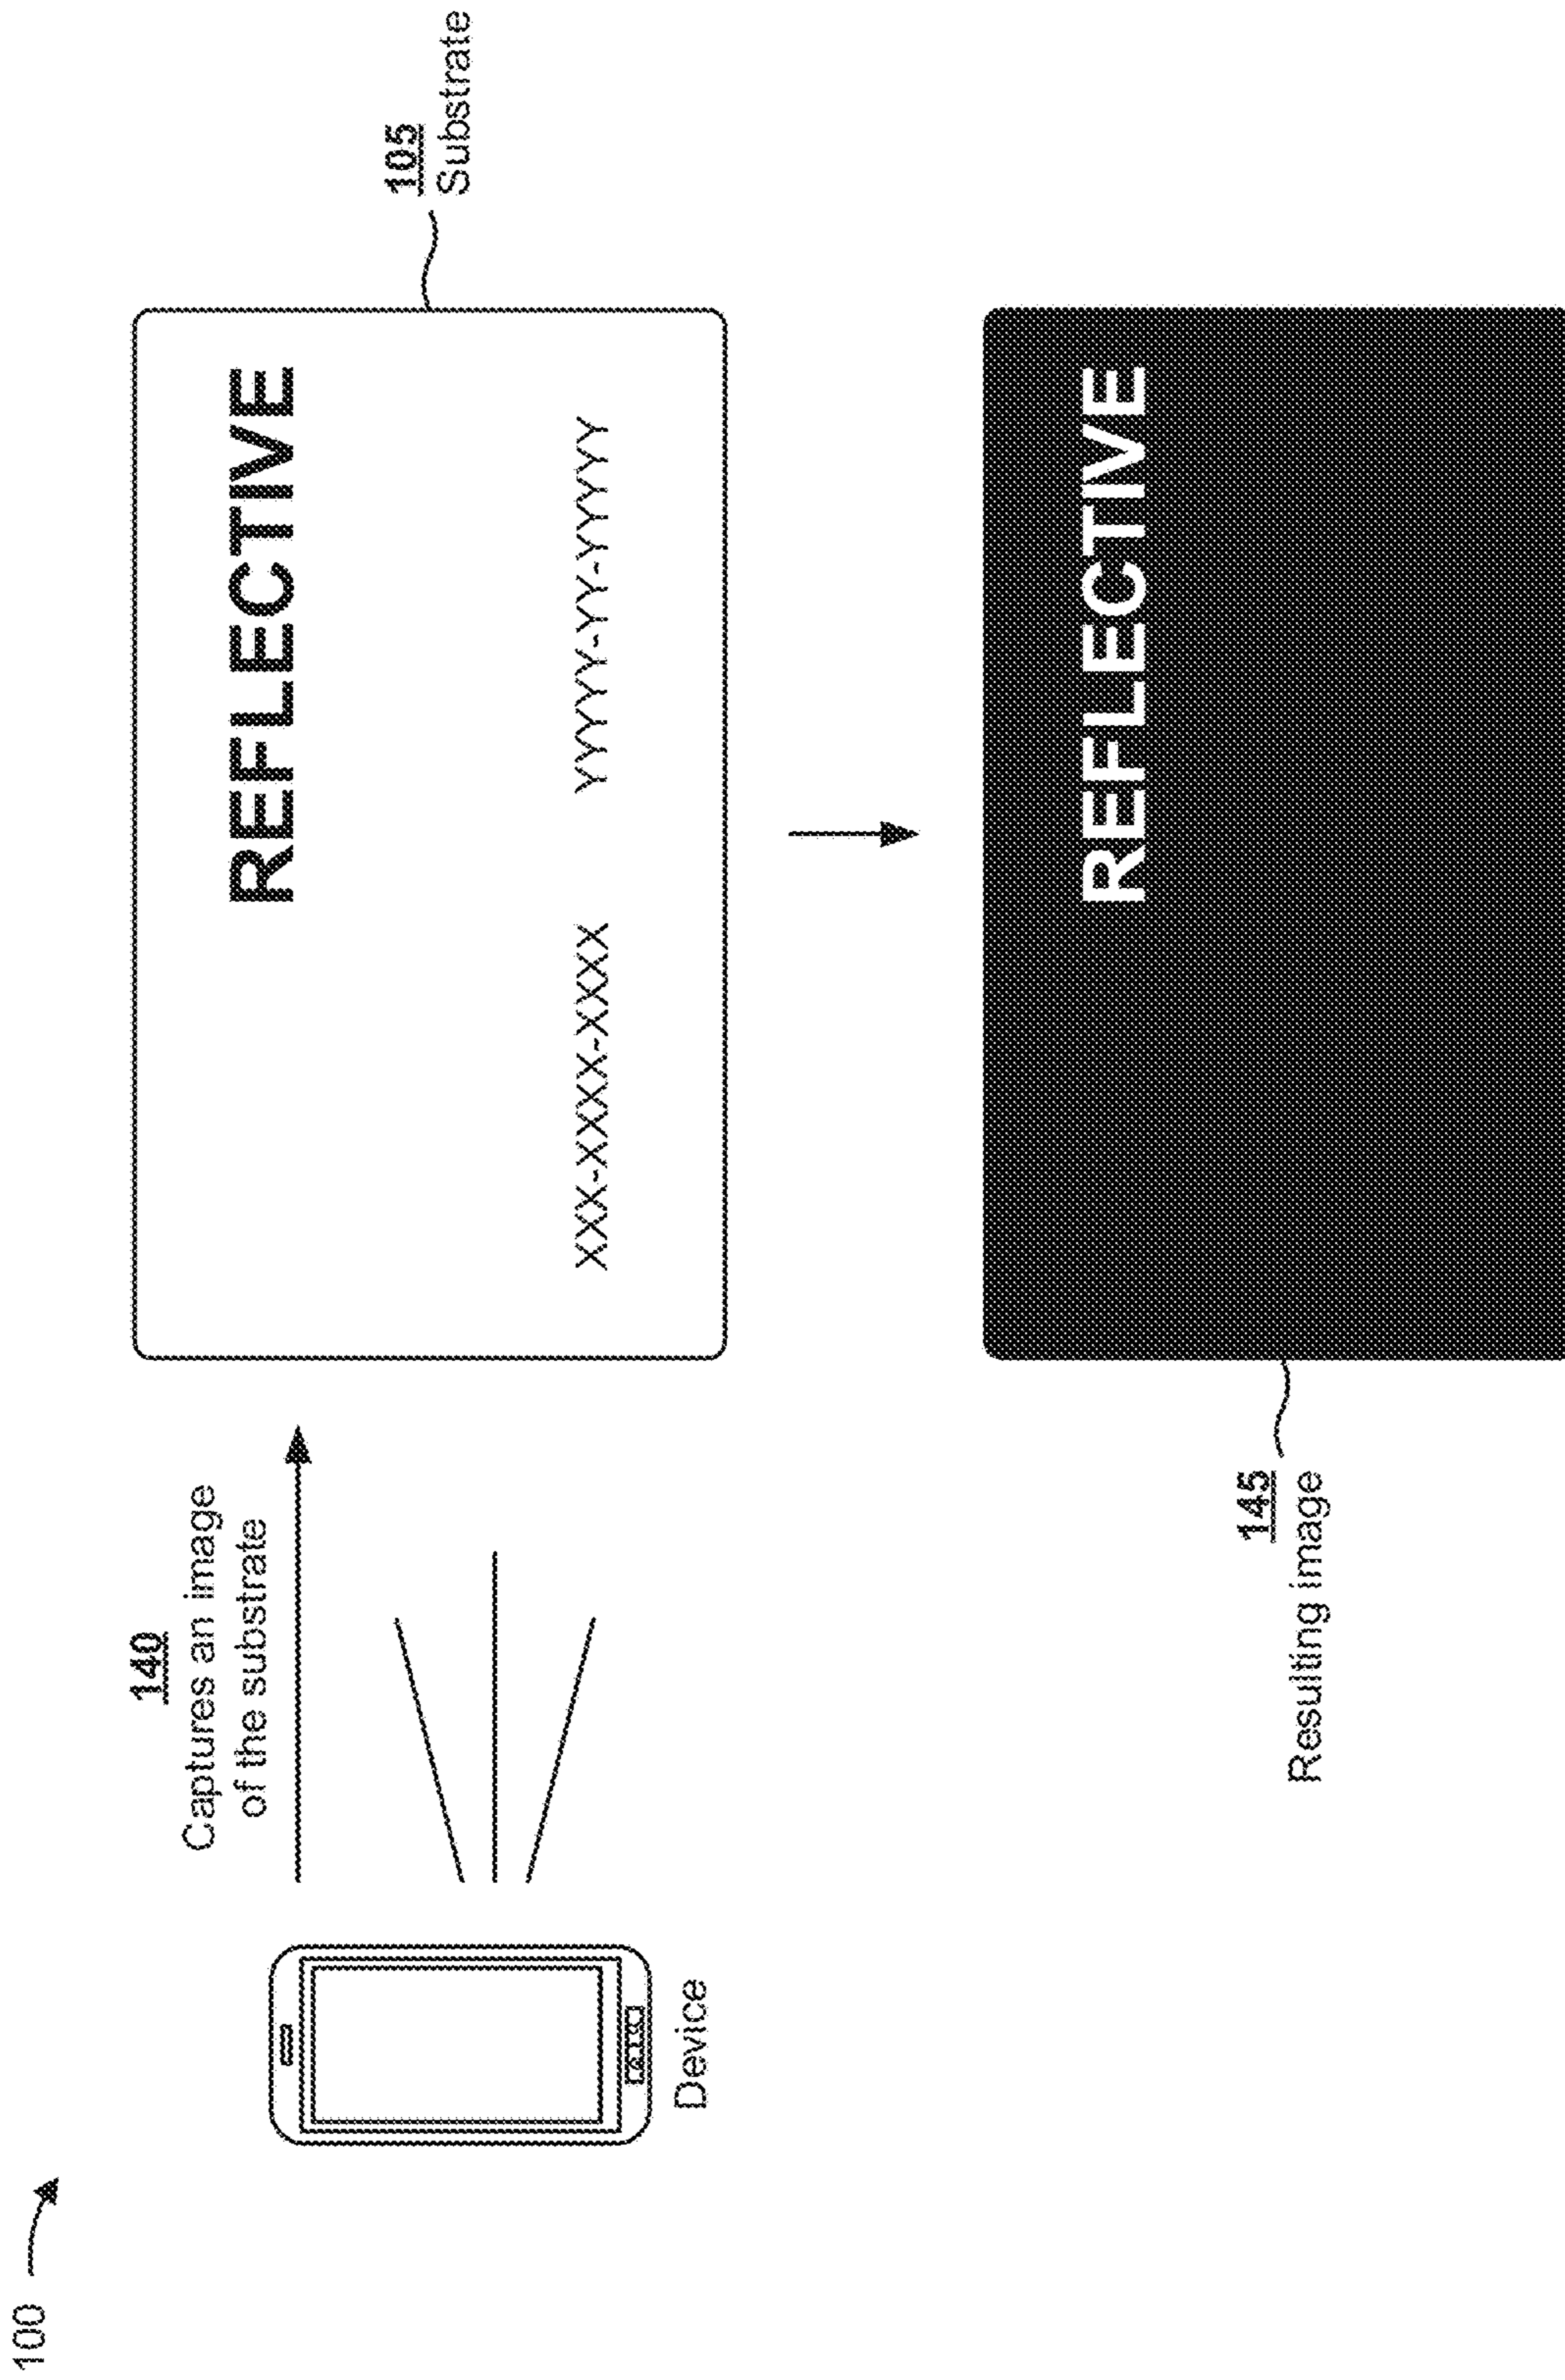 100
140
Captures an image
of the substrate
Device
REFLECTIVE
XXX-XXXX-XXXX YYYYY-YY-YYYYY
105
Substrate
145
Resulting image
REFLECTIVE